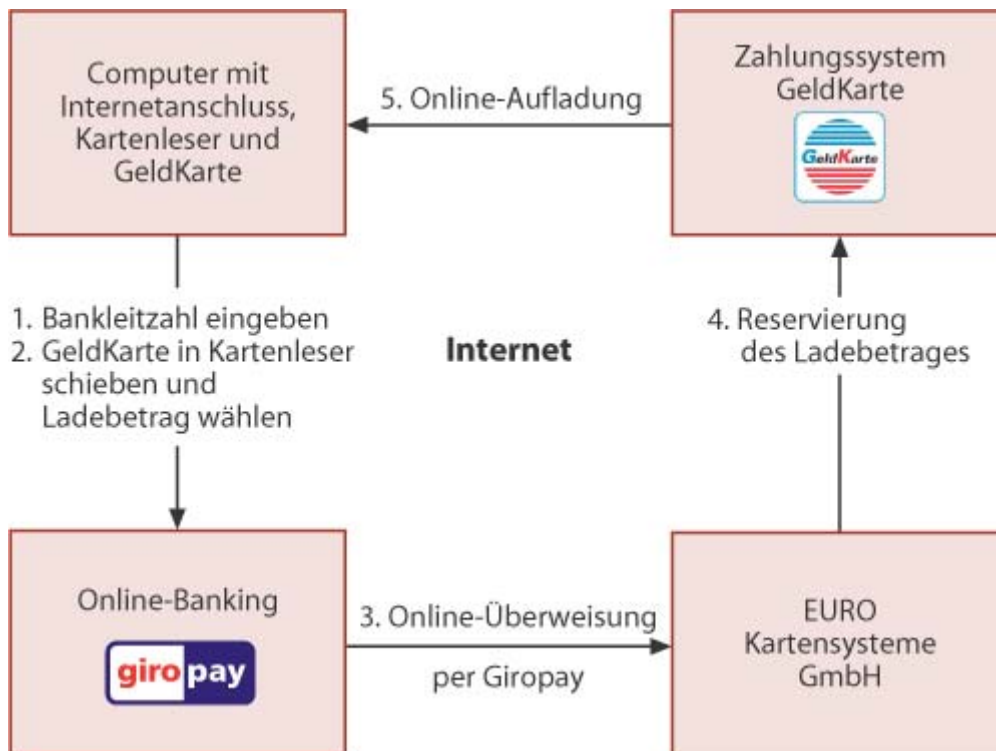 Computer mit
Internetanschluss,
Kartenleser und
GeldKarte
5. Online-Aufladung
Zahlungssystem
GeldKarte
GeldKarte
1. Bankleitzahl eingeben
2. GeldKarte in Kartenleser
schieben und
Ladebetrag wählen
Internet
4. Reservierung
des Ladebetrages
Online-Banking
giropay
3. Online-Überweisung
per Giropay
EURO
Kartensysteme
GmbH